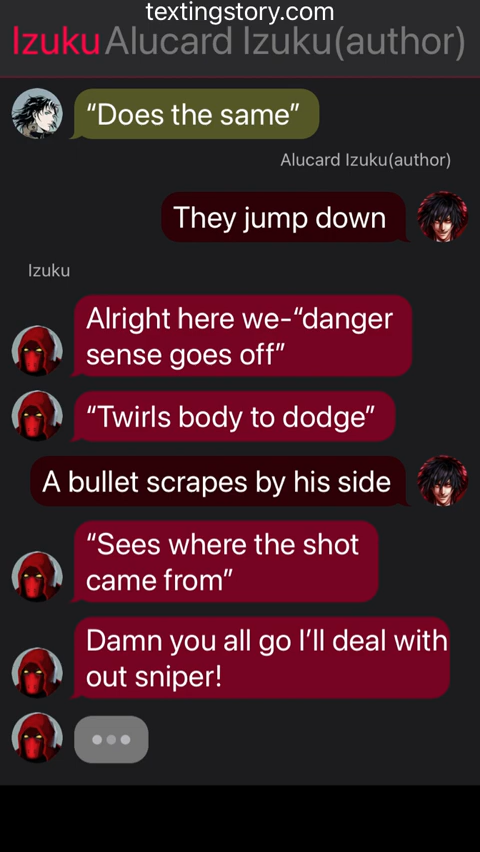 textingstory.com
Izuku Alucard Izuku(author)
“Does the same”
Alucard Izuku(author)
They jump down
Izuku
Alright here we-“danger
sense goes off”
“Twirls body to dodge”
A bullet scrapes by his side
“Sees where the shot
came from”
Damn you all go I’ll deal with
out sniper!